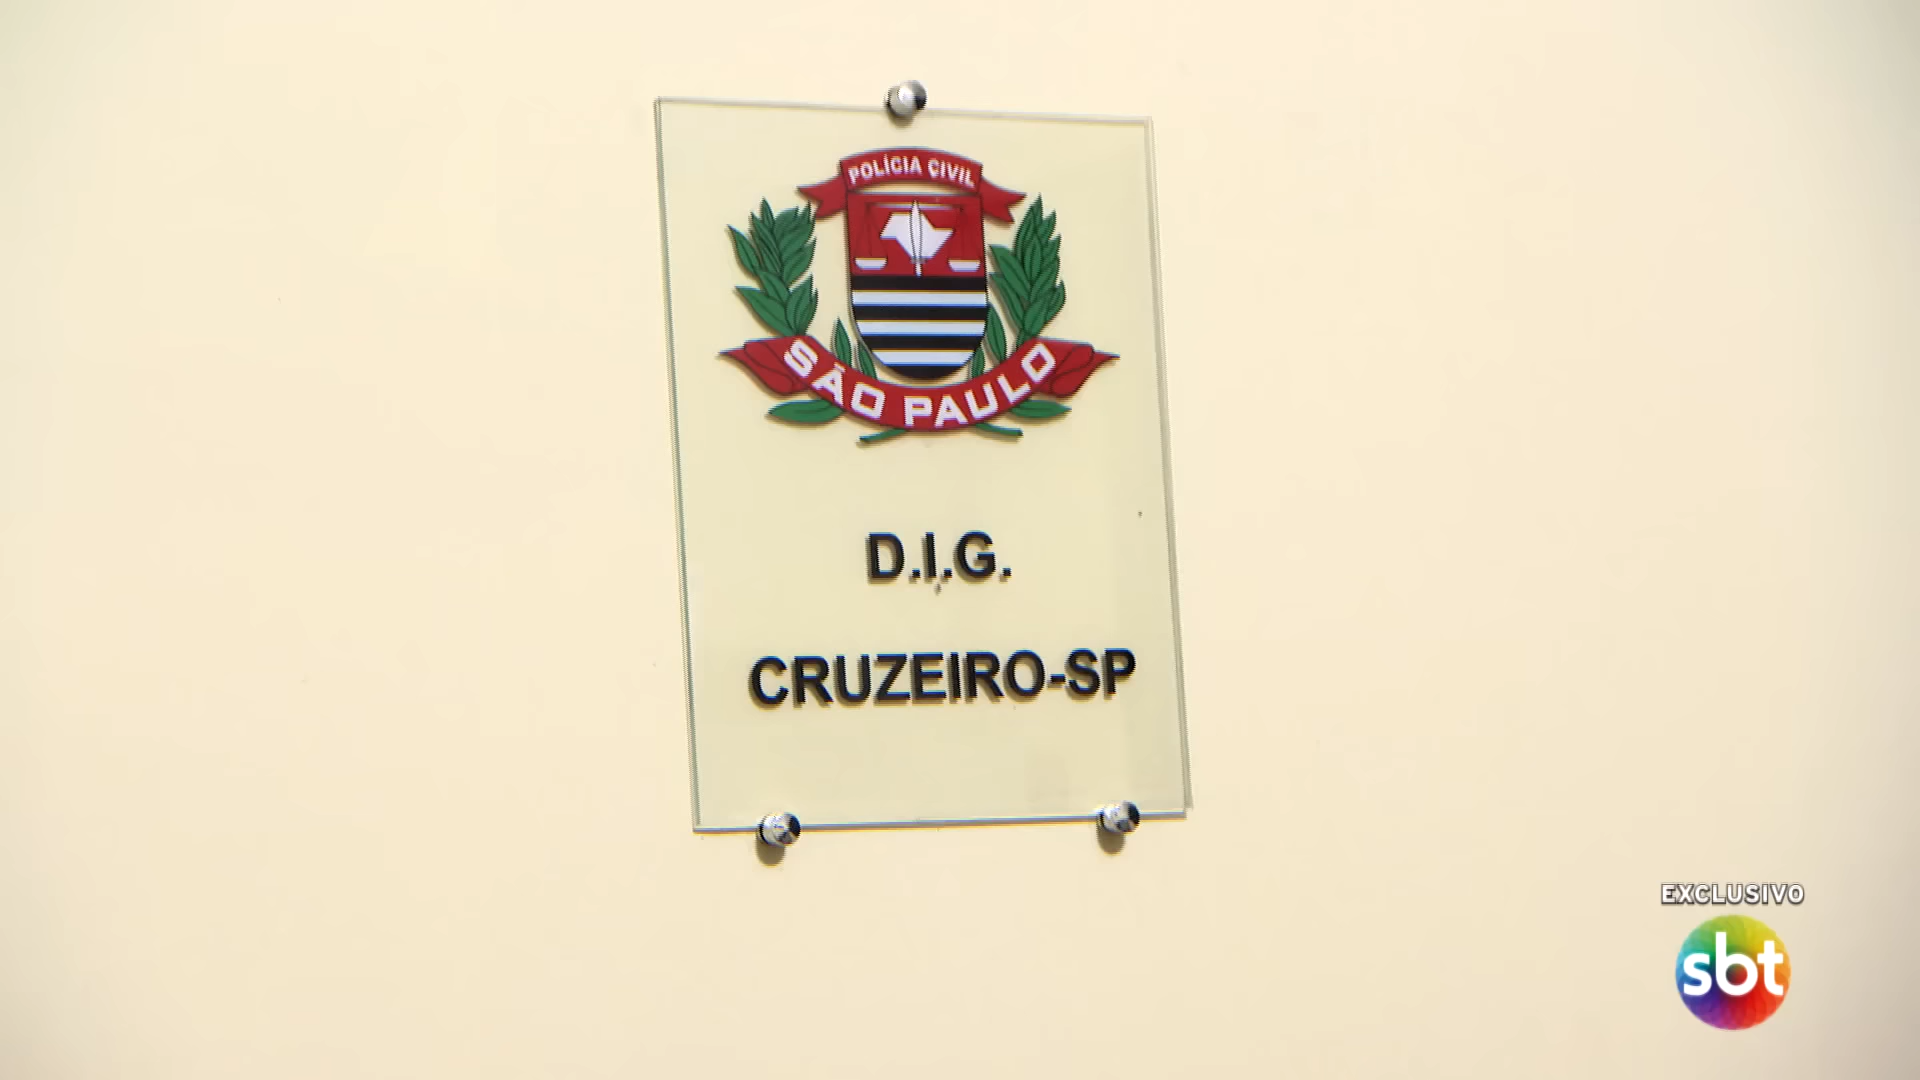 POLÍCIA CIVIL
SÃO PAULO
D.I.G.
CRUZEIRO-SP
EXCLUSIVO
sbt